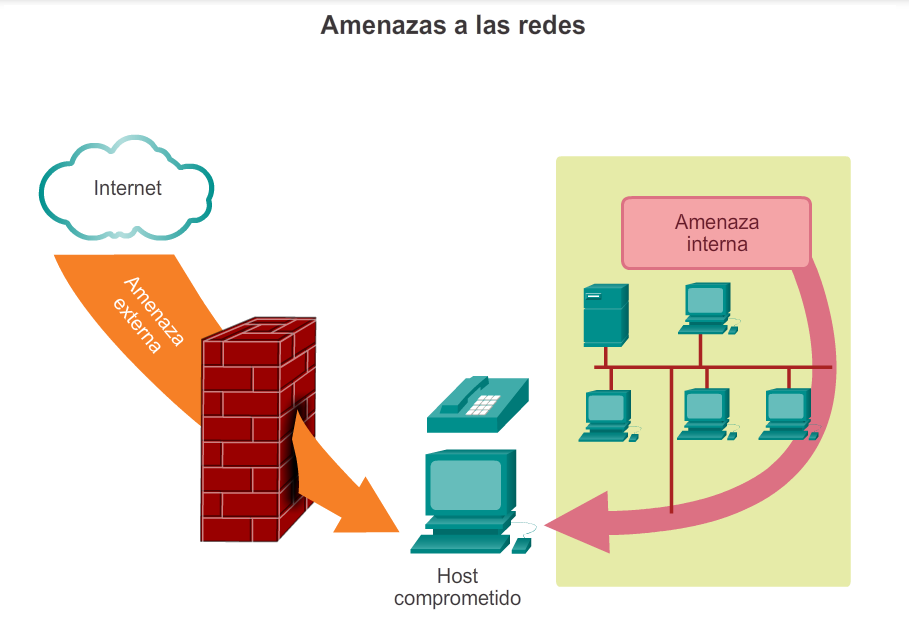 Amenazas a las redes
Internet
Amenaza
externa
Amenaza
interna
Host
comprometido